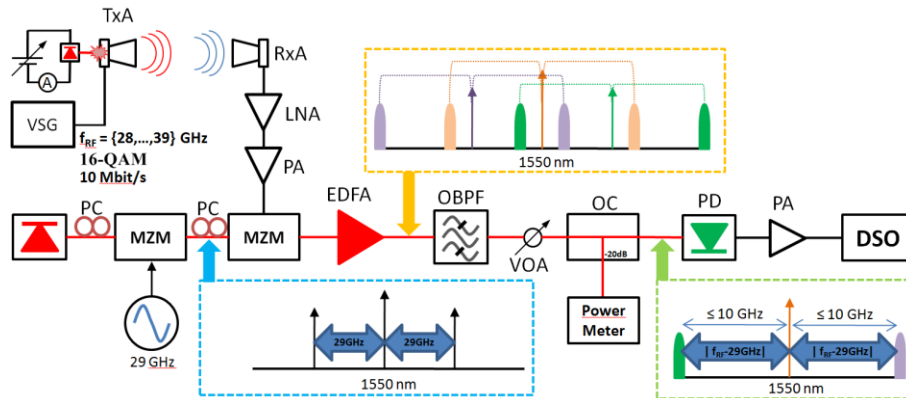 TxA
RxA
A
VSG
LNA
f_RF = {28,...,39} GHz
16-QAM
10 Mbit/s
PA
1550 nm
PC
PC
EDFA
OBPF
OC
PD
PA
MZM
MZM
VOA
-20dB
DSO
29 GHz
29GHz
29GHz
1550 nm
Power
Meter
≤ 10 GHz
≤ 10 GHz
| f_RF-29GHz|
| f_RF-29GHz|
1550 nm